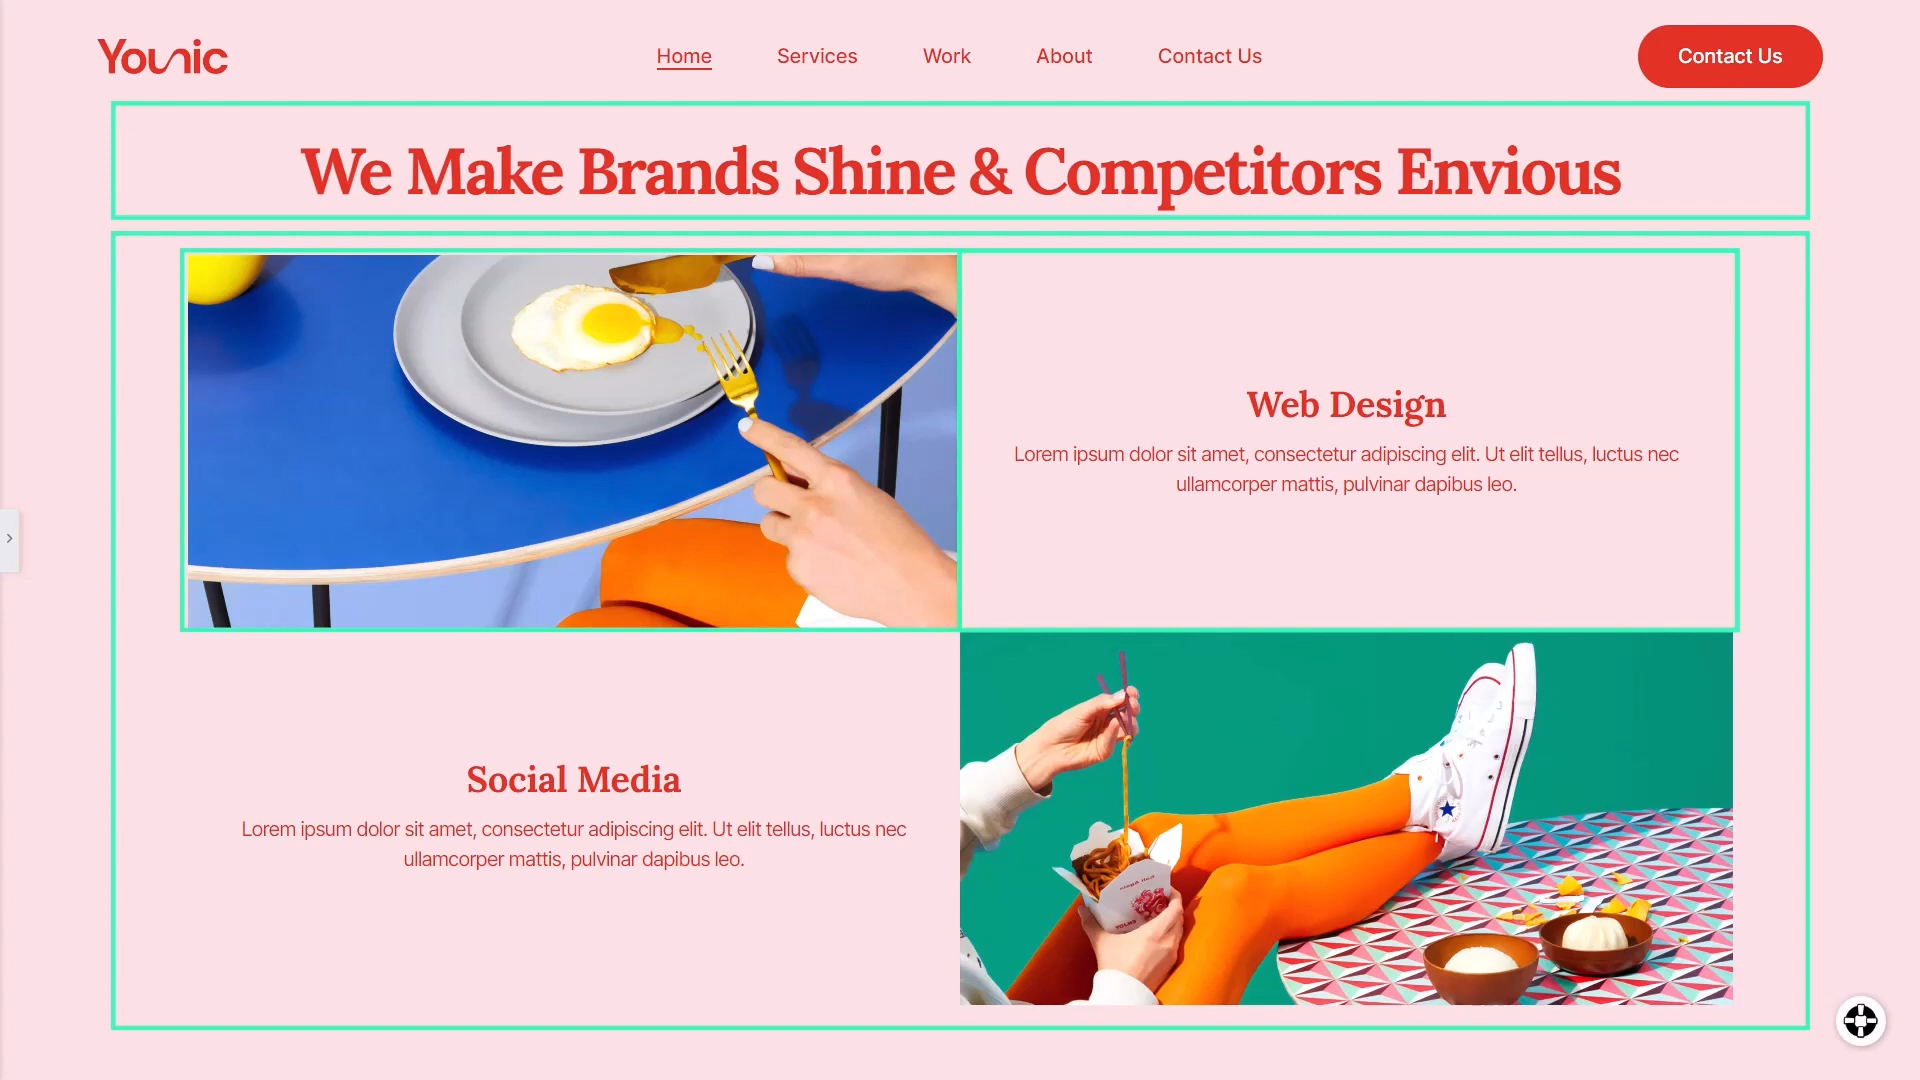 Younic
Home
Services
Work
About
Contact Us
Contact Us
We Make Brands Shine & Competitors Envious
Web Design
Lorem ipsum dolor sit amet, consectetur adipiscing elit. Ut elit tellus, luctus nec
ullamcorper mattis, pulvinar dapibus leo.
Social Media
Lorem ipsum dolor sit amet, consectetur adipiscing elit. Ut elit tellus, luctus nec
ullamcorper mattis, pulvinar dapibus leo.